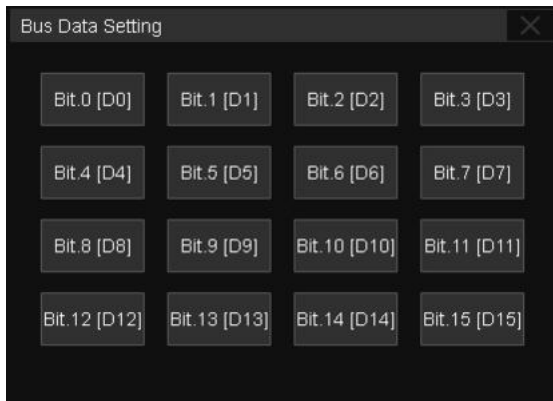 Bus Data Setting
Bit.0 [D0] Bit.1 [D1] Bit.2 [D2] Bit.3 [D3]
Bit.4 [D4] Bit.5 [D5] Bit.6 [D6] Bit.7 [D7]
Bit.8 [D8] Bit.9 [D9] Bit.10 [D10] Bit.11 [D11]
Bit.12 [D12] Bit.13 [D13] Bit.14 [D14] Bit.15 [D15]